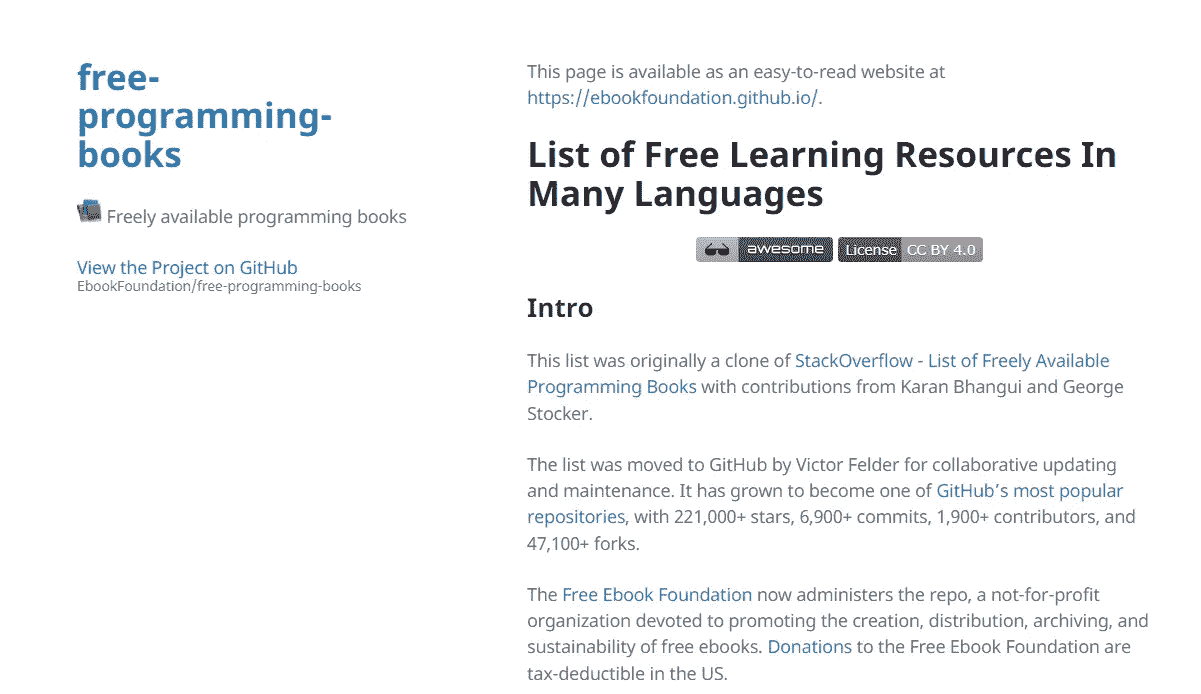 free-
programming-
books
Freely available programming books
View the Project on GitHub
EbookFoundation/free-programming-books
This page is available as an easy-to-read website at
https://ebookfoundation.github.io/.
List of Free Learning Resources In
Many Languages
awesome License CC BY 4.0
Intro
This list was originally a clone of StackOverflow - List of Freely Available
Programming Books with contributions from Karan Bhangui and George
Stocker.
The list was moved to GitHub by Victor Felder for collaborative updating
and maintenance. It has grown to become one of GitHub’s most popular
repositories, with 221,000+ stars, 6,900+ commits, 1,900+ contributors, and
47,100+ forks.
The Free Ebook Foundation now administers the repo, a not-for-profit
organization devoted to promoting the creation, distribution, archiving, and
sustainability of free ebooks. Donations to the Free Ebook Foundation are
tax-deductible in the US.